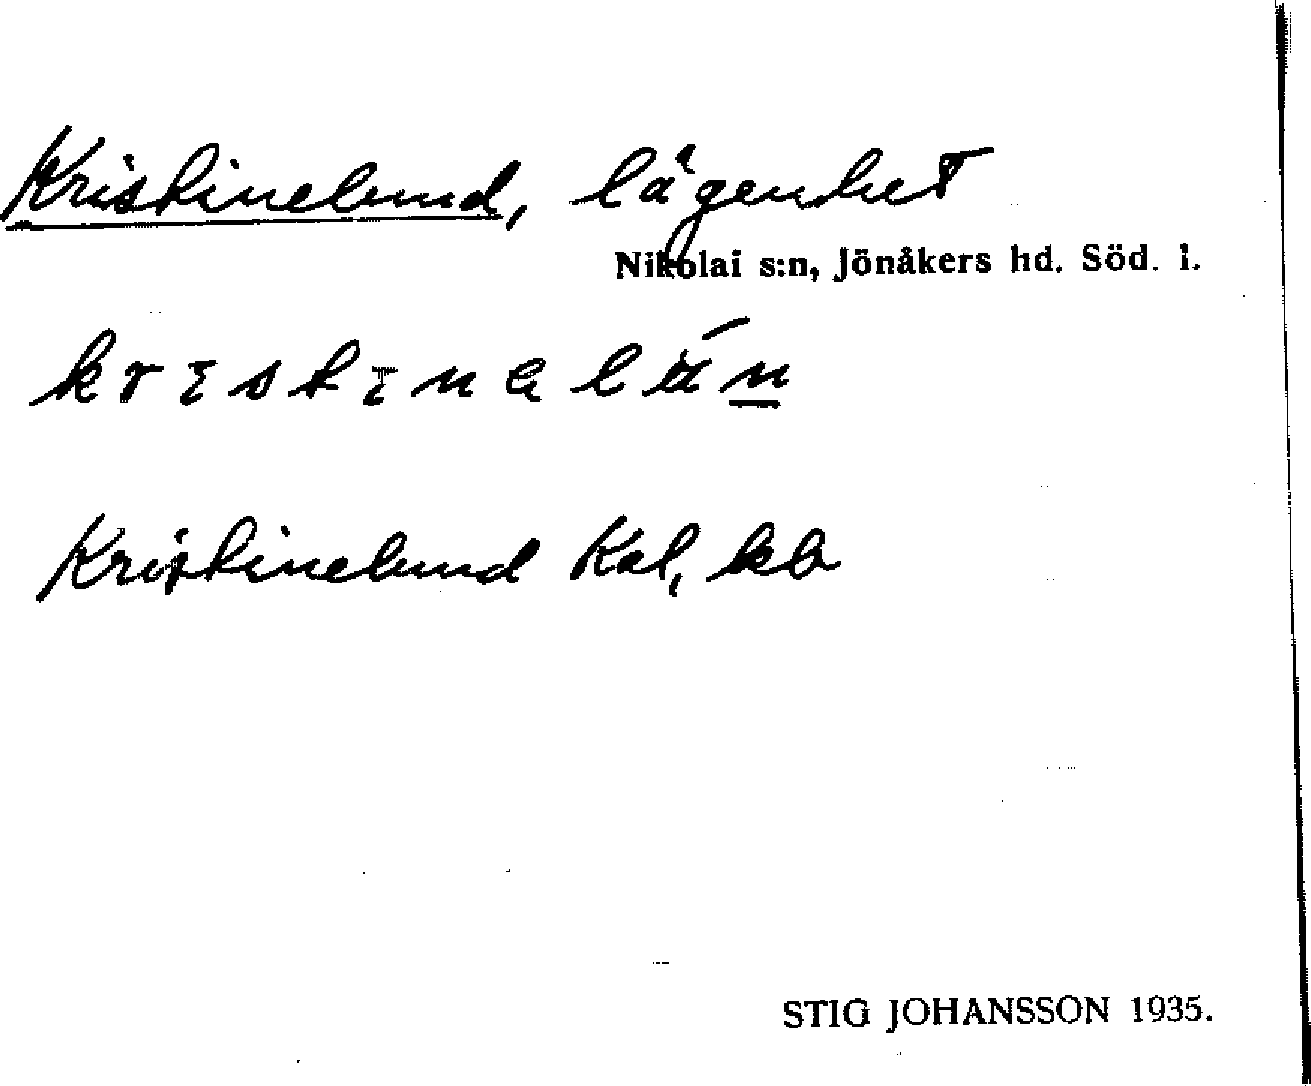 Kristinelund, lägenhet
Nikolai s:n, Jönåkers hd. Söd. l.
Kristinelund Kal, kb
STIG JOHANSSON 1935.